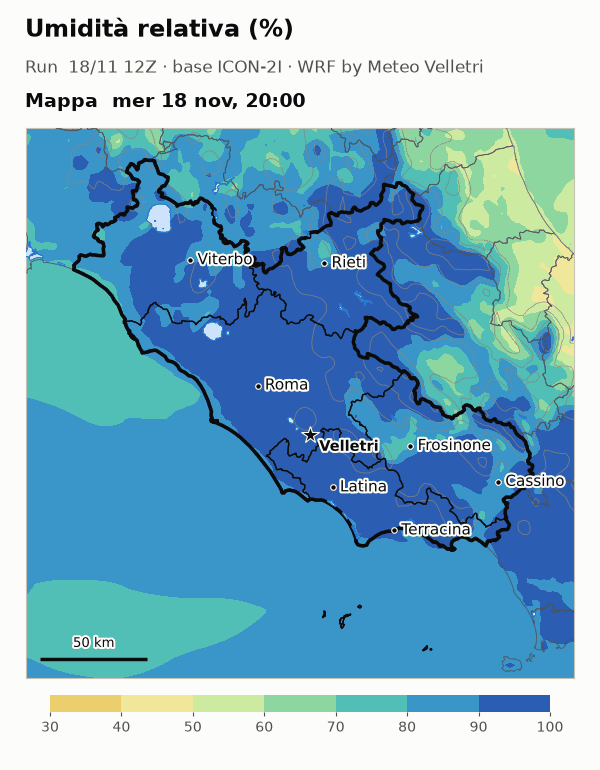 Umidità relativa (%)
Run  18/11 12Z · base ICON-2I · WRF by Meteo Velletri
Mappa  mer 18 nov, 20:00
Viterbo
Rieti
Roma
Velletri
Frosinone
Cassino
Latina
Terracina
50 km
30 40 50 60 70 80 90 100